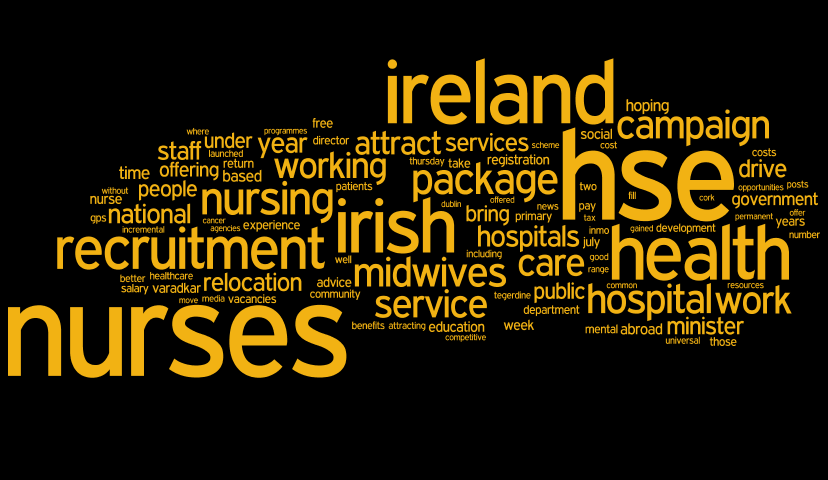 ireland
hoping
free
campaign
where
programmes
under
year
director
attract
services
scheme
social
cost
staff
launched
time
offering
return
based
working
thursday
take
registration
package
hse
costs
drive
without
people
patients
two
opportunities
posts
nurse
nursing
offered
fill
cork
government
gps
national
cancer
irish
dublin
bring
primary
news
pay
tax
permanent
offer
years
number
incremental
agencies
experience
recruitment
hospitals
inmo
july
gained
development
health
including
well
midwives
care
good
range
better
healthcare
salary
varadkar
relocation
advice
community
service
tegerdine
public
common
resources
hospital
work
move
media
vacancies
nurses
department
benefits
attracting
education
competitive
week
mental
abroad
minister
universal
those